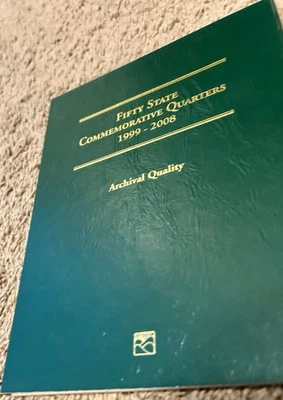 FIFTY STATE
COMMEMORATIVE QUARTERS
1999 - 2008
Archival Quality